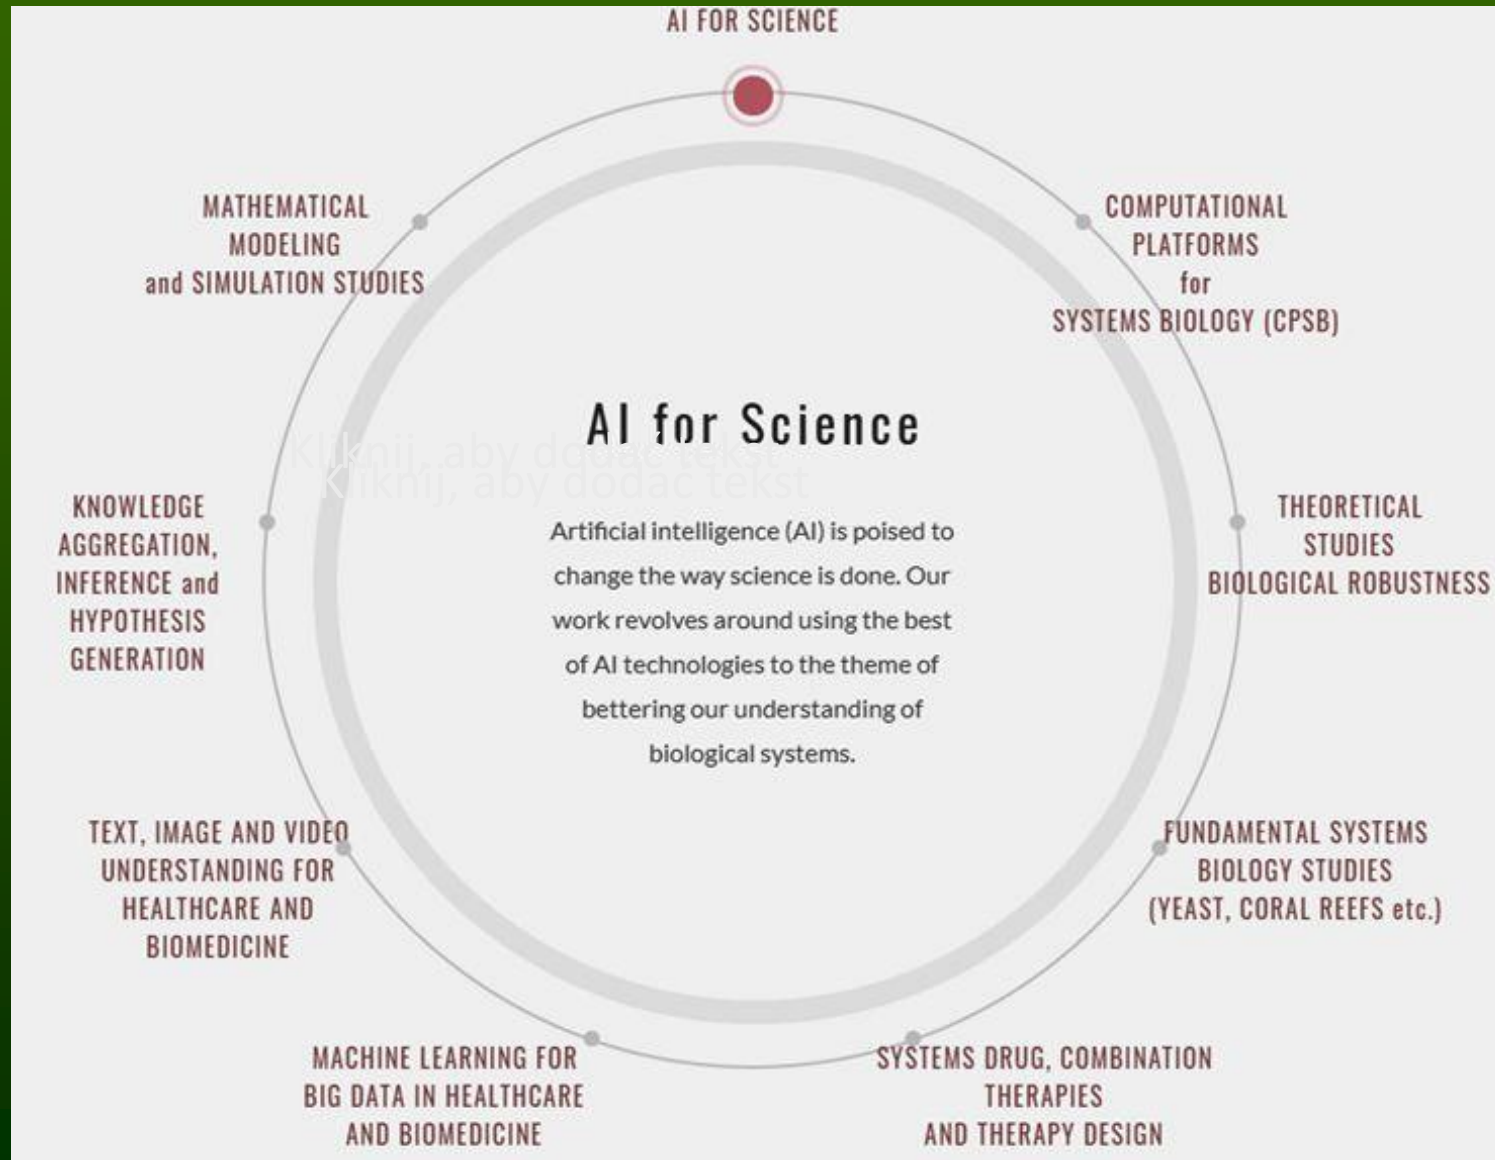 AI FOR SCIENCE
MATHEMATICAL
MODELING
and SIMULATION STUDIES
COMPUTATIONAL
PLATFORMS
for
SYSTEMS BIOLOGY (CPSB)
AI for Science
Kliknij, aby dodać tekst
Kliknij, aby dodać tekst
Artificial intelligence (AI) is poised to
change the way science is done. Our
work revolves around using the best
of AI technologies to the theme of
bettering our understanding of
biological systems.
KNOWLEDGE
AGGREGATION,
INFERENCE and
HYPOTHESIS
GENERATION
THEORETICAL
STUDIES
BIOLOGICAL ROBUSTNESS
TEXT, IMAGE AND VIDEO
UNDERSTANDING FOR
HEALTHCARE AND
BIOMEDICINE
FUNDAMENTAL SYSTEMS
BIOLOGY STUDIES
(YEAST, CORAL REEFS etc.)
MACHINE LEARNING FOR
BIG DATA IN HEALTHCARE
AND BIOMEDICINE
SYSTEMS DRUG, COMBINATION
THERAPIES
AND THERAPY DESIGN